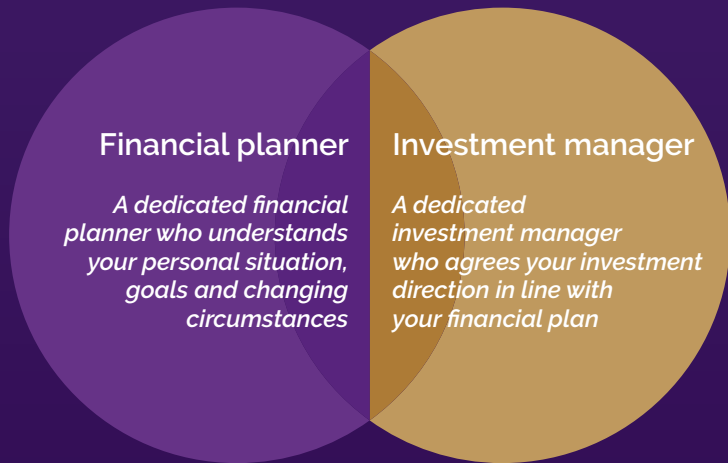 Financial planner
A dedicated financial
planner who understands
your personal situation,
goals and changing
circumstances
Investment manager
A dedicated
investment manager
who agrees your investment
direction in line with
your financial plan